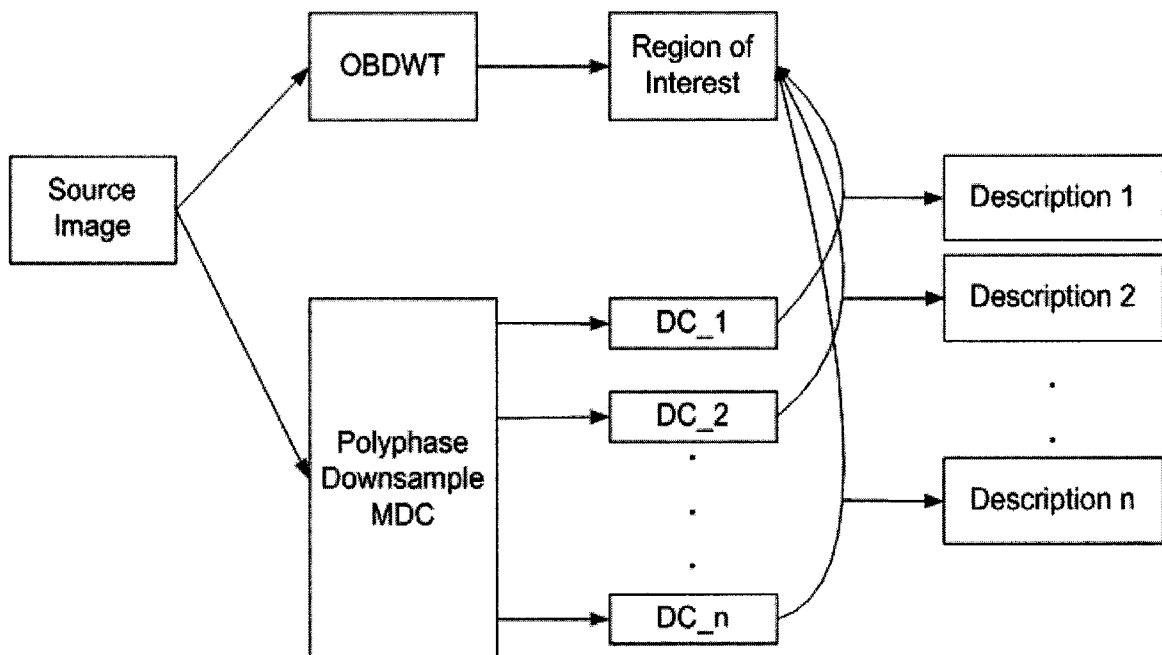 OBDWT
Region of
Interest
Source
Image
Description 1
Description 2
DC_1
DC_2
Polyphase
Downsample
MDC
Description n
DC_n